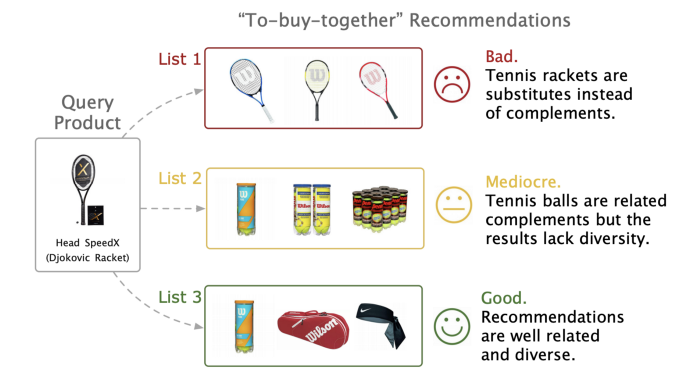 “To-buy-together” Recommendations
List 1
Bad.
Tennis rackets are
substitutes instead
of complements.
Query
Product
Head SpeedX
(Djokovic Racket)
List 2
Wilson
Mediocre.
Tennis balls are related
complements but the
results lack diversity.
List 3
Wilson
Good.
Recommendations
are well related
and diverse.